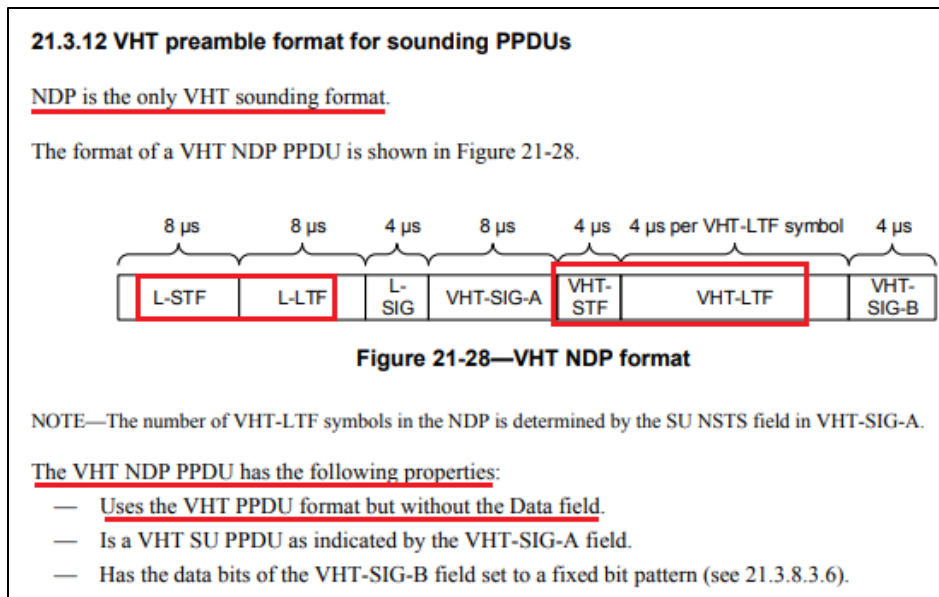 21.3.12 VHT preamble format for sounding PPDUs
NDP is the only VHT sounding format.
The format of a VHT NDP PPDU is shown in Figure 21-28.
8 µs 8 µs 4 µs 8 µs 4 µs 4 µs per VHT-LTF symbol 4 µs
L-STF L-LTF L-SIG VHT-SIG-A VHT-STF VHT-LTF VHT-SIG-B
Figure 21-28—VHT NDP format
NOTE—The number of VHT-LTF symbols in the NDP is determined by the SU NSTS field in VHT-SIG-A.
The VHT NDP PPDU has the following properties:
— Uses the VHT PPDU format but without the Data field.
— Is a VHT SU PPDU as indicated by the VHT-SIG-A field.
— Has the data bits of the VHT-SIG-B field set to a fixed bit pattern (see 21.3.8.3.6).